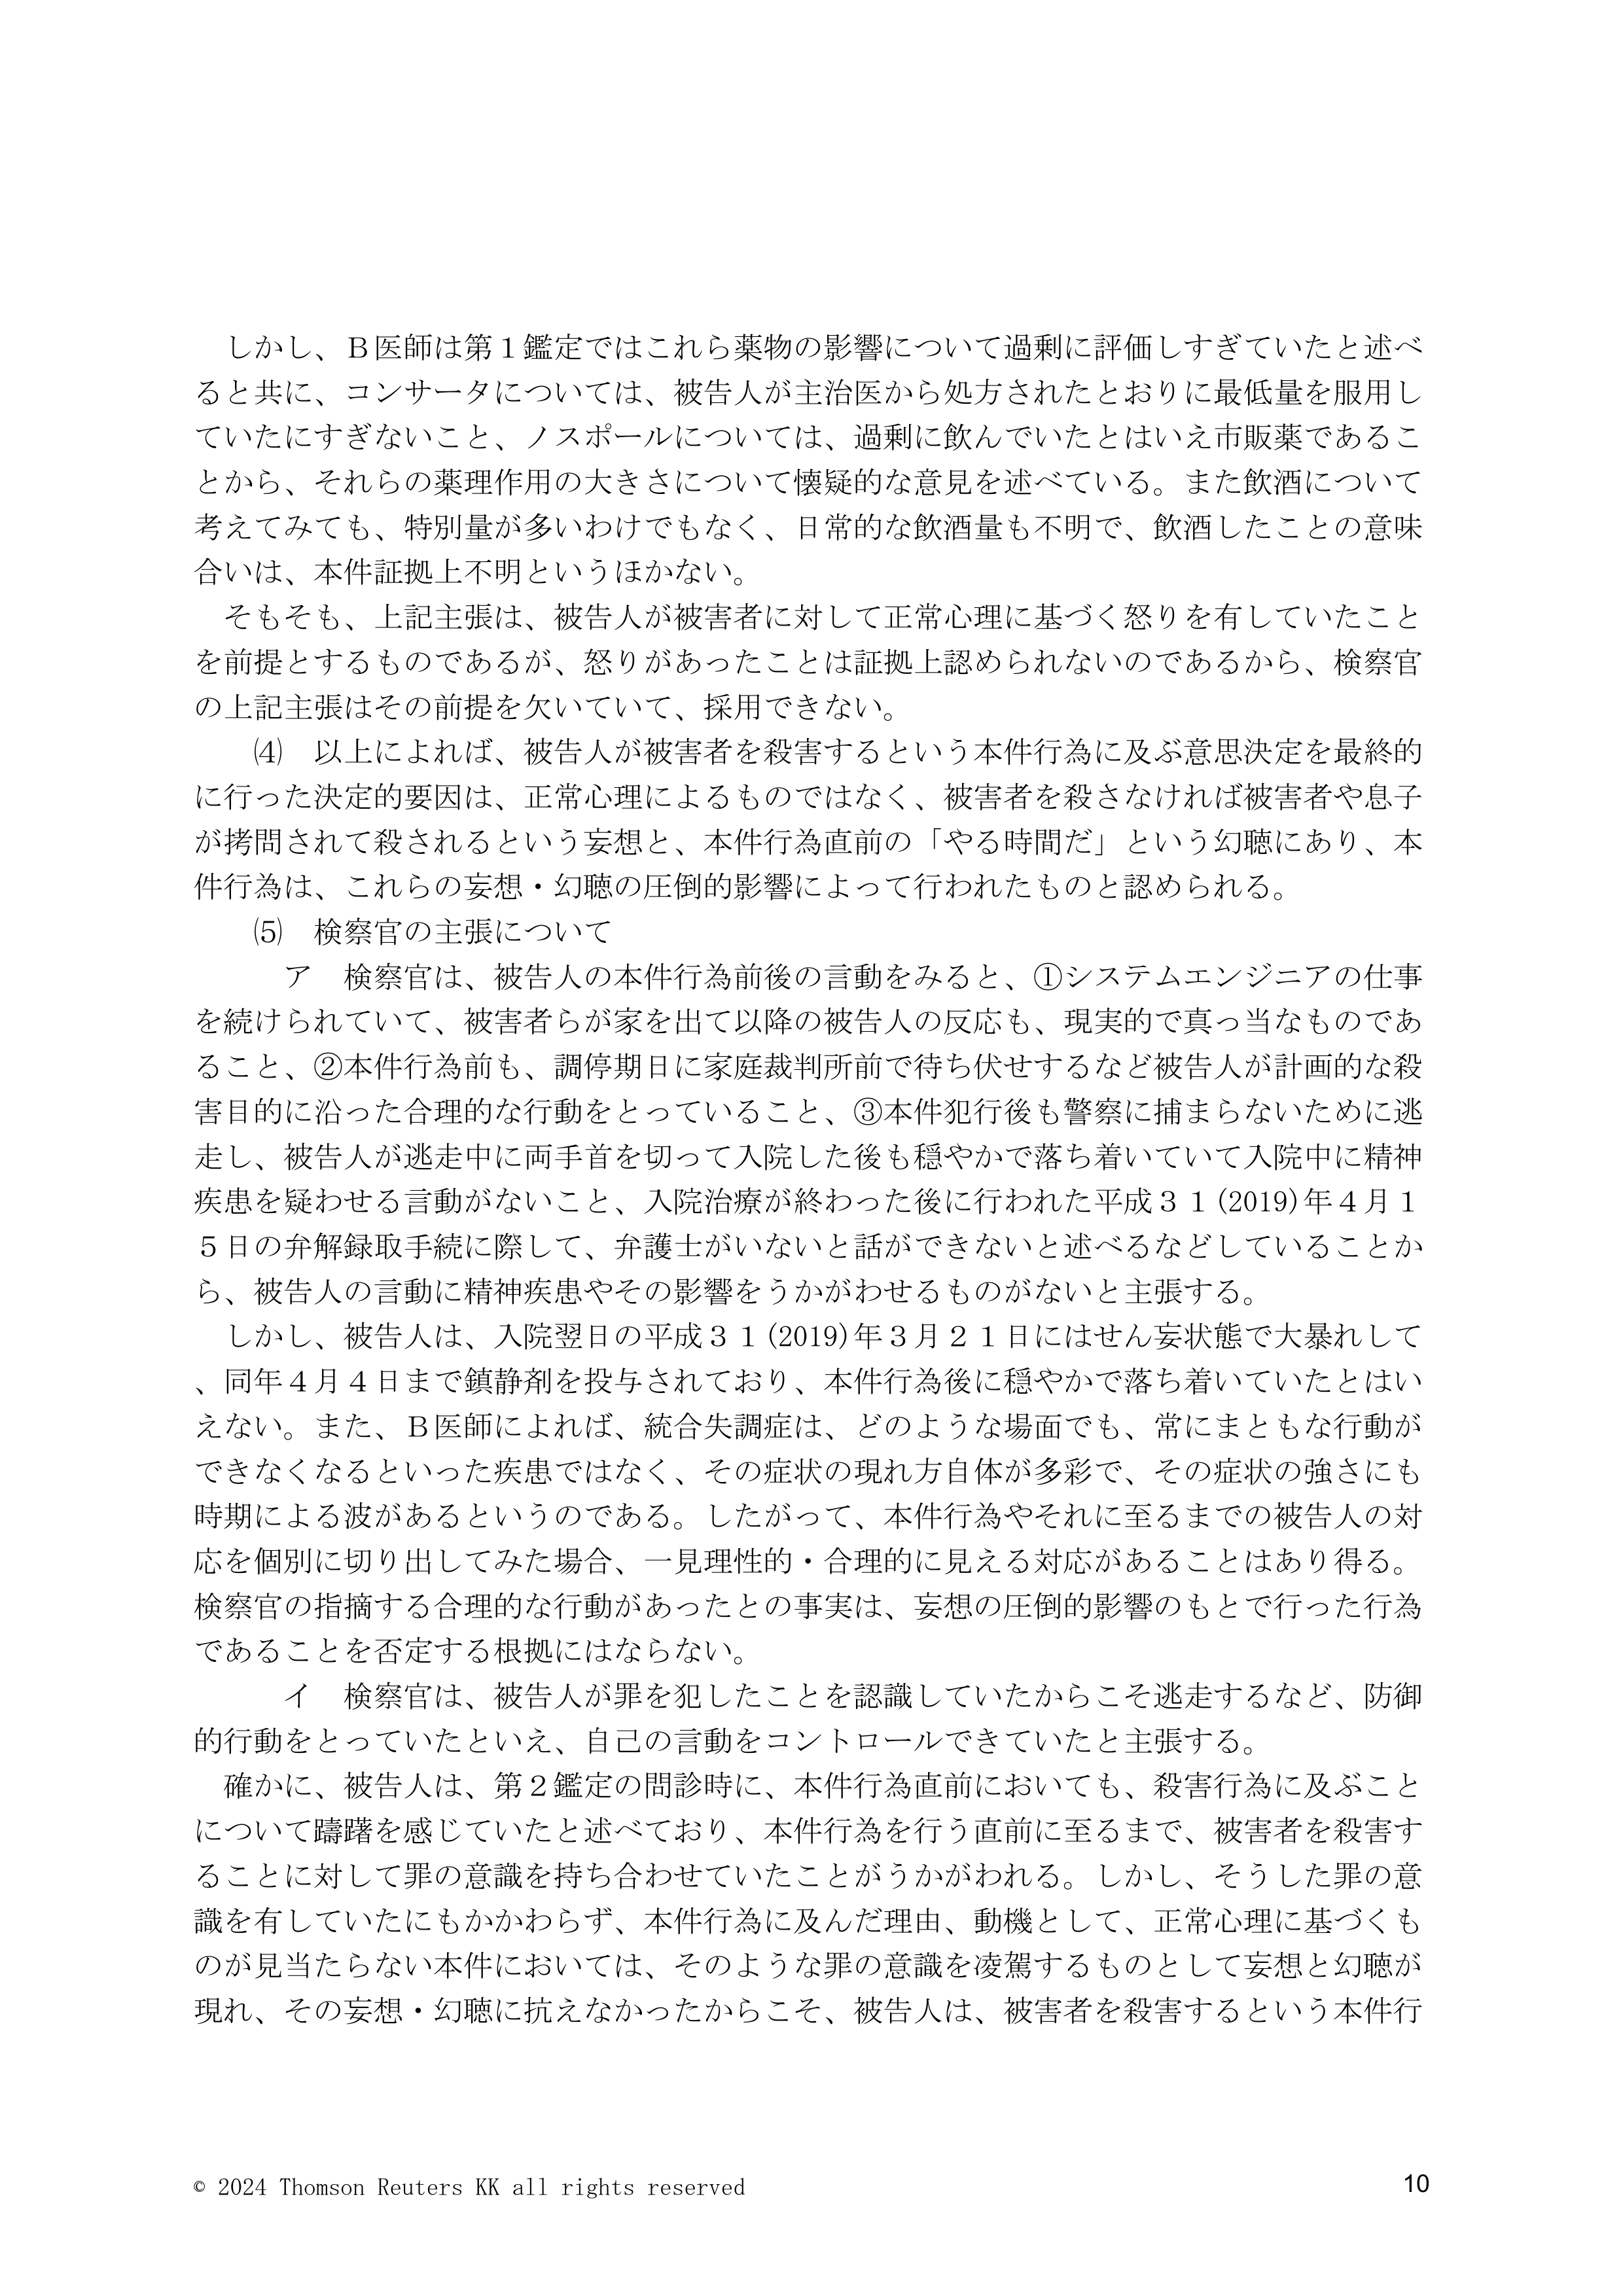 しかし、Ｂ医師は第１鑑定ではこれら薬物の影響について過剰に評価しすぎていたと述べ
ると共に、コンサータについては、被告人が主治医から処方されたとおりに最低量を服用し
ていたにすぎないこと、ノスポールについては、過剰に飲んでいたとはいえ市販薬であるこ
とから、それらの薬理作用の大きさについて懐疑的な意見を述べている。また飲酒について
考えてみても、特別量が多いわけでもなく、日常的な飲酒量も不明で、飲酒したことの意味
合いは、本件証拠上不明というほかない。
　そもそも、上記主張は、被告人が被害者に対して正常心理に基づく怒りを有していたこと
を前提とするものであるが、怒りがあったことは証拠上認められないのであるから、検察官
の上記主張はその前提を欠いていて、採用できない。
　　⑷　以上によれば、被告人が被害者を殺害するという本件行為に及ぶ意思決定を最終的
に行った決定的要因は、正常心理によるものではなく、被害者を殺さなければ被害者や息子
が拷問されて殺されるという妄想と、本件行為直前の「やる時間だ」という幻聴にあり、本
件行為は、これらの妄想・幻聴の圧倒的影響によって行われたものと認められる。
　　⑸　検察官の主張について
　　　ア　検察官は、被告人の本件行為前後の言動をみると、①システムエンジニアの仕事
を続けられていて、被害者らが家を出て以降の被告人の反応も、現実的で真っ当なものであ
ること、②本件行為前も、調停期日に家庭裁判所前で待ち伏せするなど被告人が計画的な殺
害目的に沿った合理的な行動をとっていること、③本件犯行後も警察に捕まらないために逃
走し、被告人が逃走中に両手首を切って入院した後も穏やかで落ち着いていて入院中に精神
疾患を疑わせる言動がないこと、入院治療が終わった後に行われた平成３１(2019)年４月１
５日の弁解録取手続に際して、弁護士がいないと話ができないと述べるなどしていることか
ら、被告人の言動に精神疾患やその影響をうかがわせるものがないと主張する。
　しかし、被告人は、入院翌日の平成３１(2019)年３月２１日にはせん妄状態で大暴れして
、同年４月４日まで鎮静剤を投与されており、本件行為後に穏やかで落ち着いていたとはい
えない。また、Ｂ医師によれば、統合失調症は、どのような場面でも、常にまともな行動が
できなくなるといった疾患ではなく、その症状の現れ方自体が多彩で、その症状の強さにも
時期による波があるというのである。したがって、本件行為やそれに至るまでの被告人の対
応を個別に切り出してみた場合、一見理性的・合理的に見える対応があることはあり得る。
検察官の指摘する合理的な行動があったとの事実は、妄想の圧倒的影響のもとで行った行為
であることを否定する根拠にはならない。
　　　イ　検察官は、被告人が罪を犯したことを認識していたからこそ逃走するなど、防御
的行動をとっていたといえ、自己の言動をコントロールできていたと主張する。
　確かに、被告人は、第２鑑定の問診時に、本件行為直前においても、殺害行為に及ぶこと
について躊躇を感じていたと述べており、本件行為を行う直前に至るまで、被害者を殺害す
ることに対して罪の意識を持ち合わせていたことがうかがわれる。しかし、そうした罪の意
識を有していたにもかかわらず、本件行為に及んだ理由、動機として、正常心理に基づくも
のが見当たらない本件においては、そのような罪の意識を凌駕するものとして妄想と幻聴が
現れ、その妄想・幻聴に抗えなかったからこそ、被告人は、被害者を殺害するという本件行
© 2024 Thomson Reuters KK all rights reserved
10